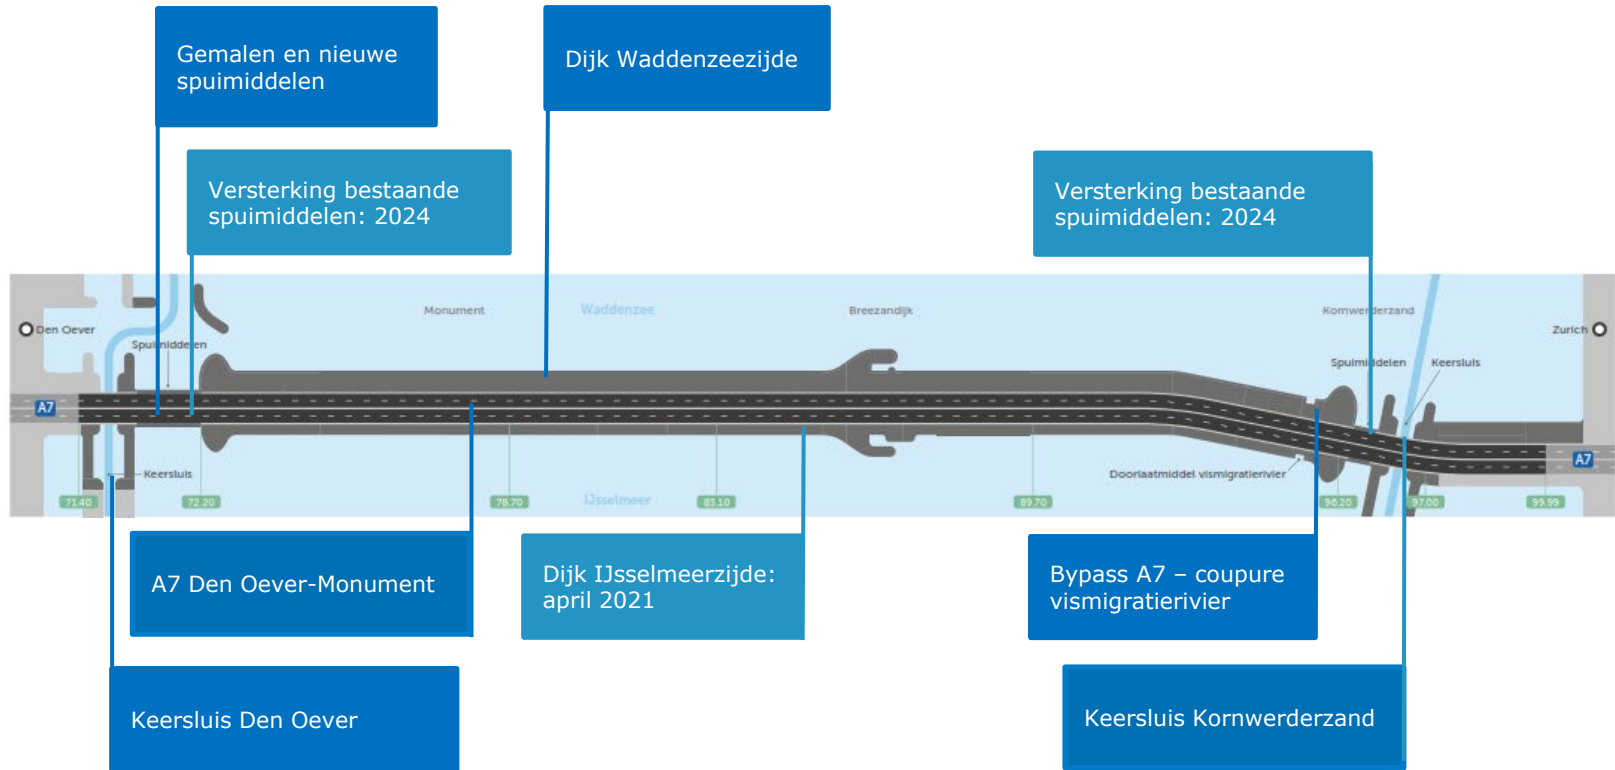 Gemalen en nieuwe
spuimiddelen
Dijk Waddenzeezijde
Versterking bestaande
spuimiddelen: 2024
Versterking bestaande
spuimiddelen: 2024
Monument
Waddenzee
Breezandijk
Kornwerderzand
Den Oever
Zurich
Spuimiddelen
Spuimiddelen
Keersluis
A7
A7
Keersluis
Doorlaatmiddel vismigratierivier
71.40
72.20
78.70
IJsselmeer
83.10
89.70
96.20
97.00
99.99
A7 Den Oever-Monument
Dijk IJsselmeerzijde:
april 2021
Bypass A7 – coupure
vismigratierivier
Keersluis Den Oever
Keersluis Kornwerderzand